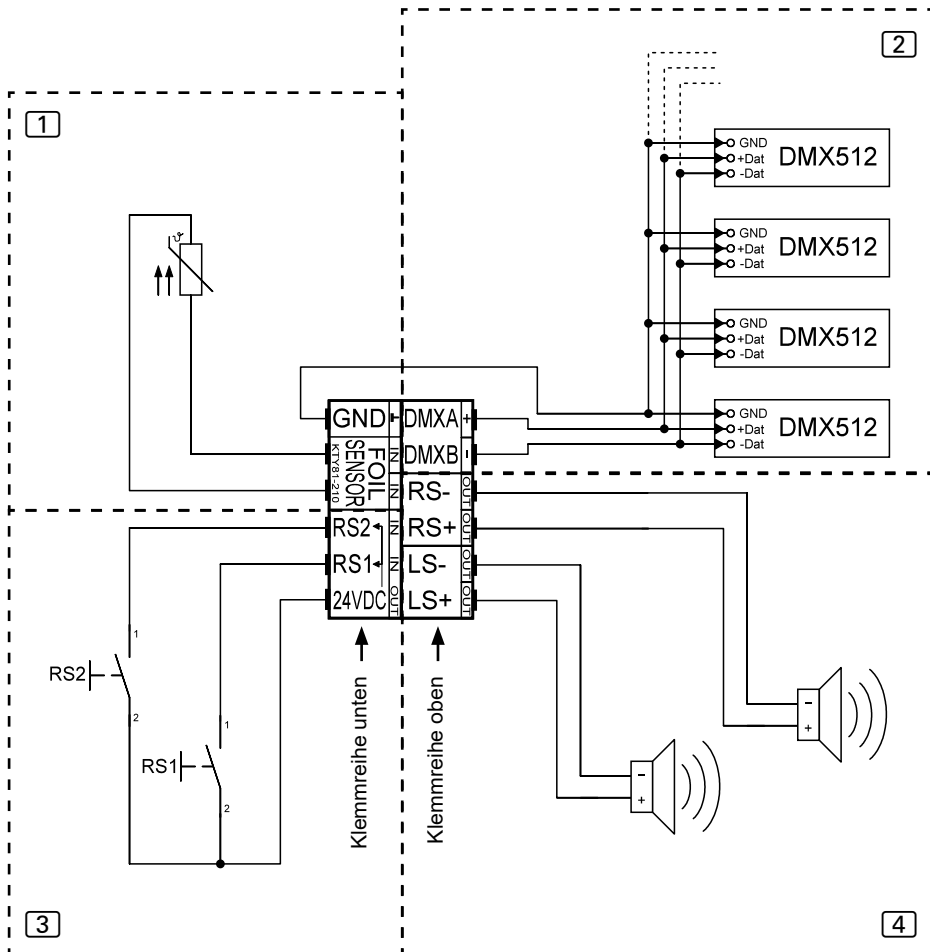 2
1
GND
+Dat
-Dat
DMX512
GND
+Dat
-Dat
DMX512
GND
+Dat
-Dat
DMX512
GND
+Dat
-Dat
DMX512
ϑ
GND -
DMXA +
FOIL
SENSOR
KTY81-210
IN
IN
DMXB -
RS- OUT
RS2 IN
RS+ OUT
RS1 IN
LS- OUT
24VDC OUT
LS+ OUT
Klemmreihe unten
Klemmreihe oben
1
RS2
2
1
RS1
2
-
+
-
+
3
4